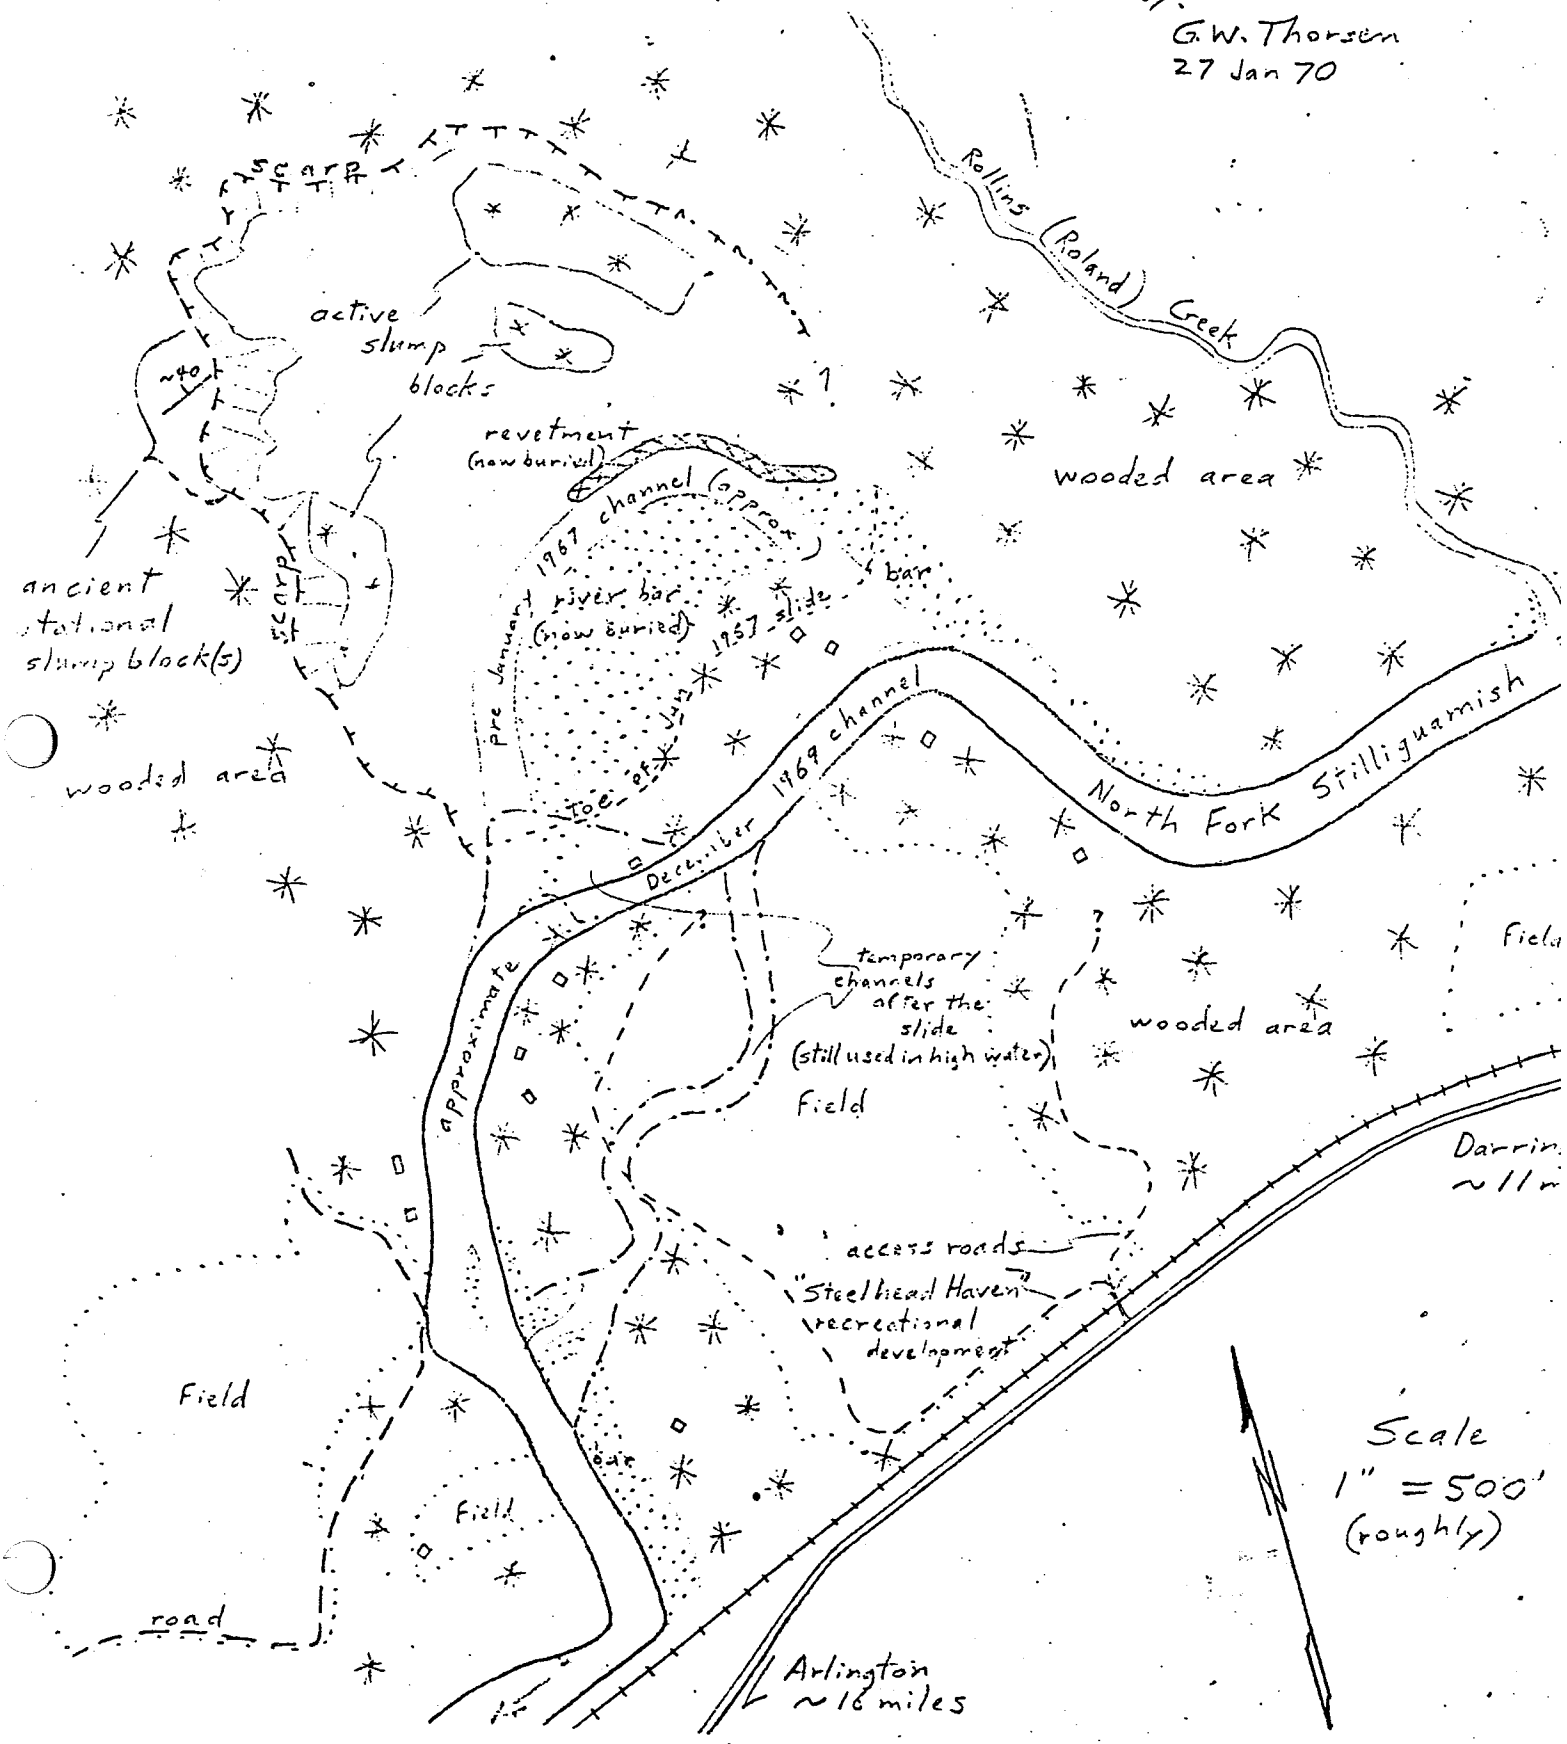 G.W. Thorsen
27 Jan 70
scarp
Rollins (Roland) Creek
active
slump
blocks
~40
?
revetment
(now buried)
wooded area
pre January 1967 channel (approx)
bar
river bar
(now buried)
Toe of Jan 1967 slide
scarp
ancient
slump block(s)
wooded area
approximate December 1969 channel
North Fork Stilliguamish
?
?
Field
temporary
channels
after the
slide
(still used in high water)
wooded area
Field
Darrin
~11 m
access roads
"Steelhead Haven"
recreational
development
Field
Scale
1" = 500'
(roughly)
bar
Field
road
Arlington
~16 miles